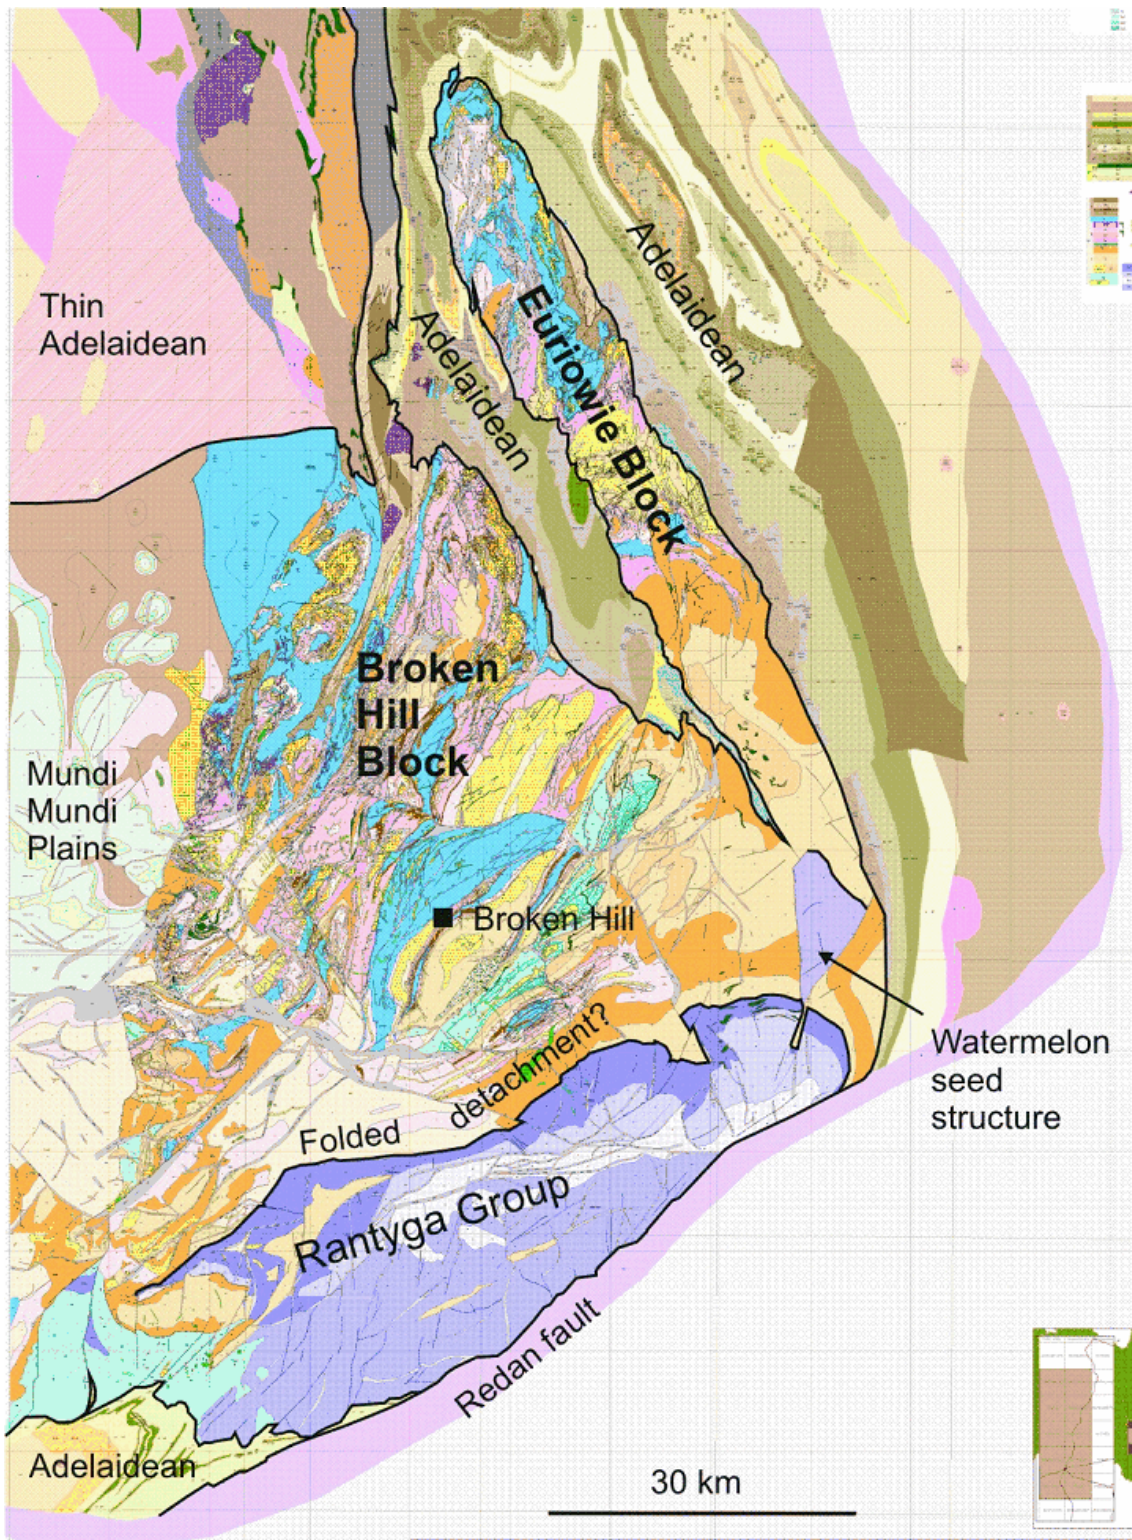 Thin
Adelaidean
Adelaidean
Adelaidean
Euriowie Block
Broken
Hill
Block
Mundi
Mundi
Plains
Broken Hill
Watermelon
seed
structure
Folded detachment?
Rantyga Group
Redan fault
Adelaidean
30 km